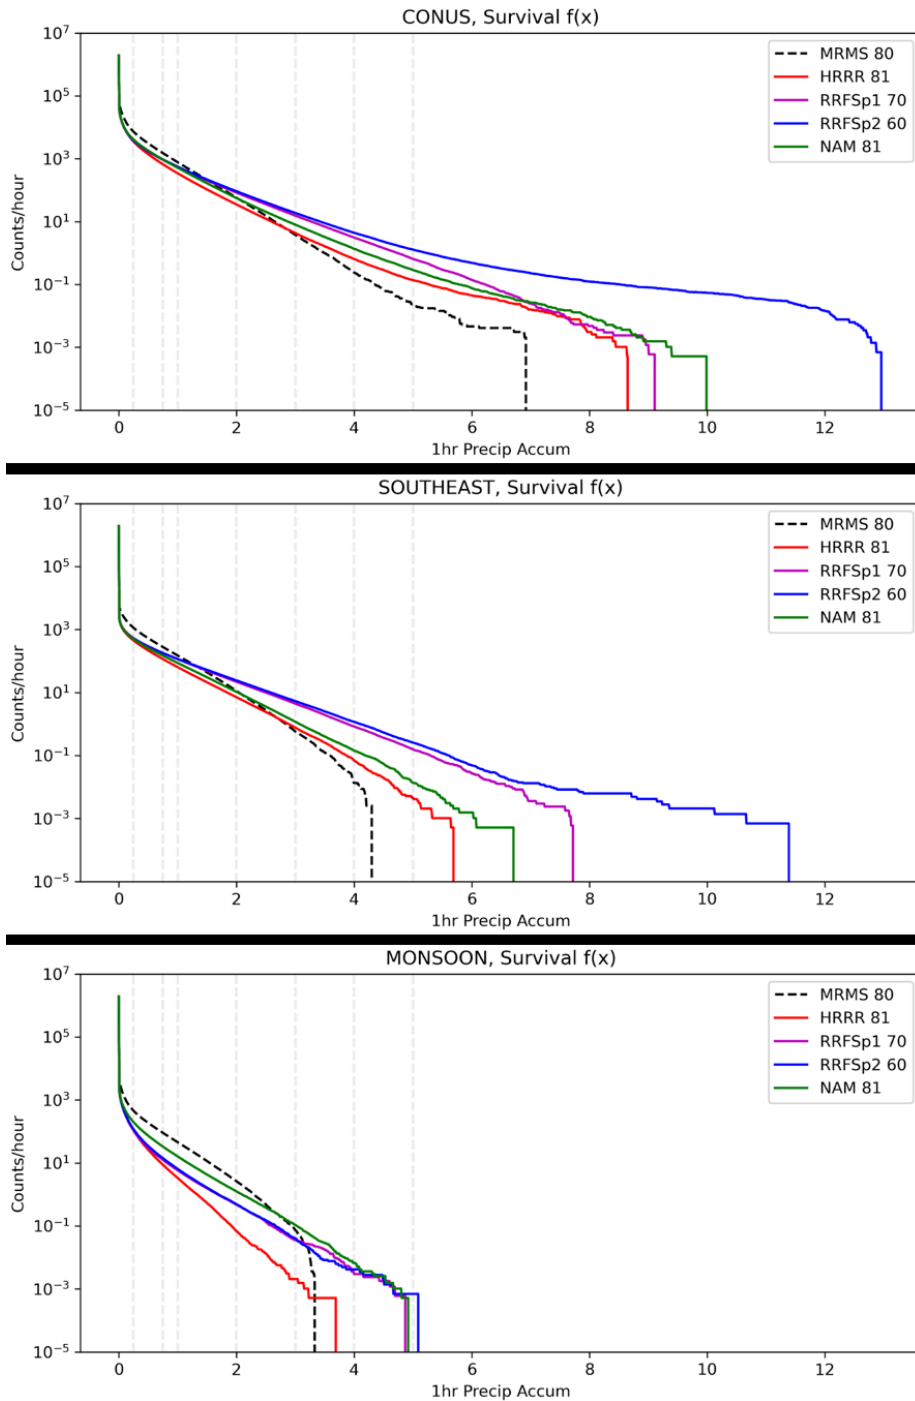 CONUS, Survival f(x)
10^7
10^5
10^3
10^1
10^-1
10^-3
10^-5
Counts/hour
MRMS 80
HRRR 81
RRFSp1 70
RRFSp2 60
NAM 81
0 2 4 6 8 10 12
1hr Precip Accum
SOUTHEAST, Survival f(x)
10^7
10^5
10^3
10^1
10^-1
10^-3
10^-5
Counts/hour
MRMS 80
HRRR 81
RRFSp1 70
RRFSp2 60
NAM 81
0 2 4 6 8 10 12
1hr Precip Accum
MONSOON, Survival f(x)
10^7
10^5
10^3
10^1
10^-1
10^-3
10^-5
Counts/hour
MRMS 80
HRRR 81
RRFSp1 70
RRFSp2 60
NAM 81
0 2 4 6 8 10 12
1hr Precip Accum